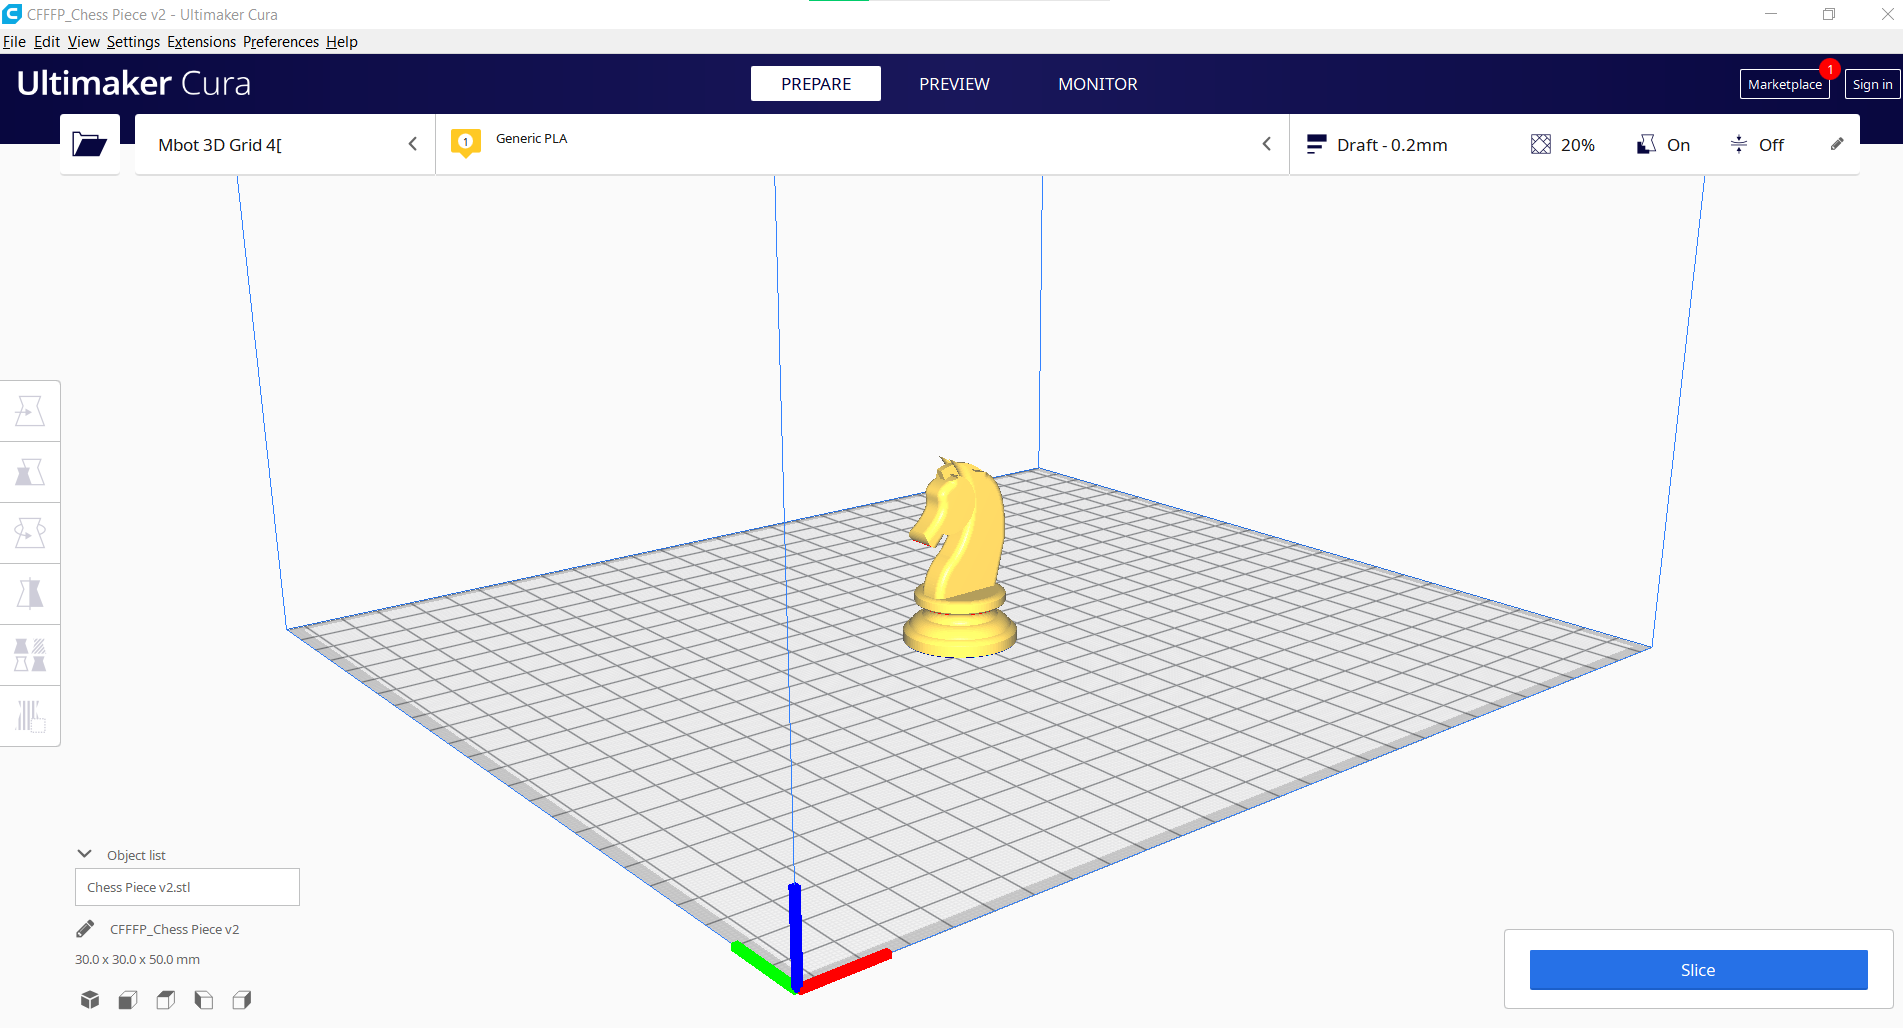 CFFFP_Chess Piece v2 - Ultimaker Cura
File Edit View Settings Extensions Preferences Help
Ultimaker Cura
PREPARE PREVIEW MONITOR
1
Marketplace Sign in
Mbot 3D Grid 4[
1
Generic PLA
Draft - 0.2mm 20% On Off
Object list
Chess Piece v2.stl
CFFFP_Chess Piece v2
30.0 x 30.0 x 50.0 mm
Slice